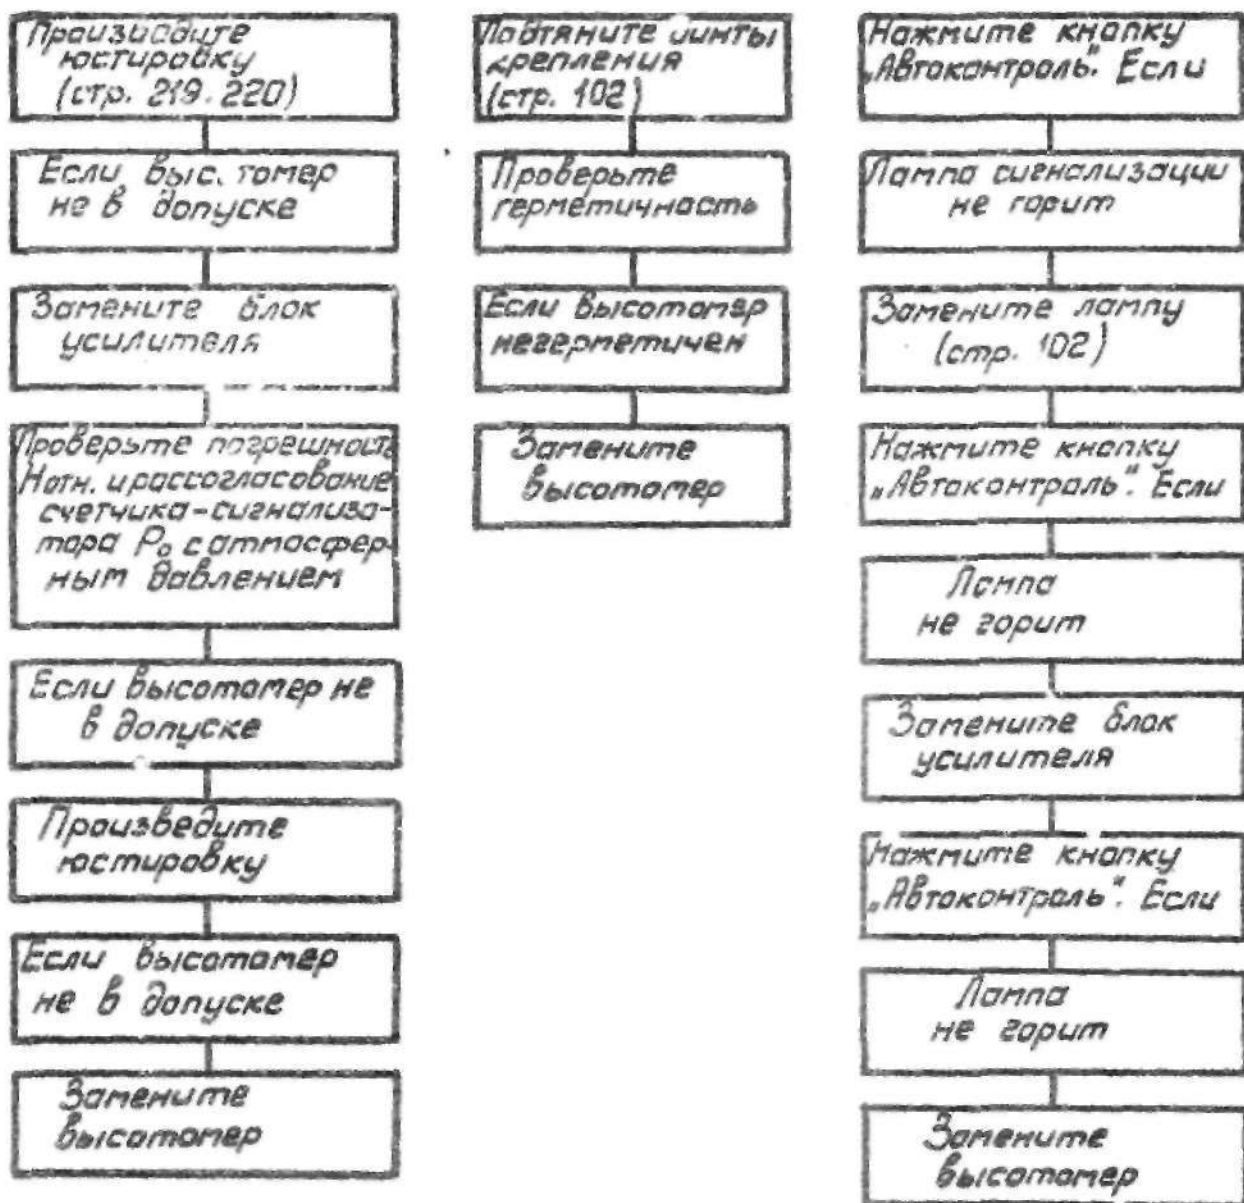 Произведите
юстировку
(стр. 219.220)
Если выс. томер
не в допуске
Замените блок
усилителя
Проверьте погрешность
Нотн. и рассогласование
счетчика-сигнализа-
тора Р₀ с атмосфер-
ным давлением
Если высотомер не
в допуске
Произведите
юстировку
Если высотомер
не в допуске
Замените
высотомер
Подтяните винты
крепления
(стр. 102)
Проверьте
герметичность
Если высотомер
негерметичен
Замените
высотомер
Нажмите кнопку
„Автоконтроль". Если
Лампа сигнализации
не горит
Замените лампу
(стр. 102)
Нажмите кнопку
„Автоконтроль". Если
Лампа
не горит
Замените блок
усилителя
Нажмите кнопку
„Автоконтроль". Если
Лампа
не горит
Замените
высотомер